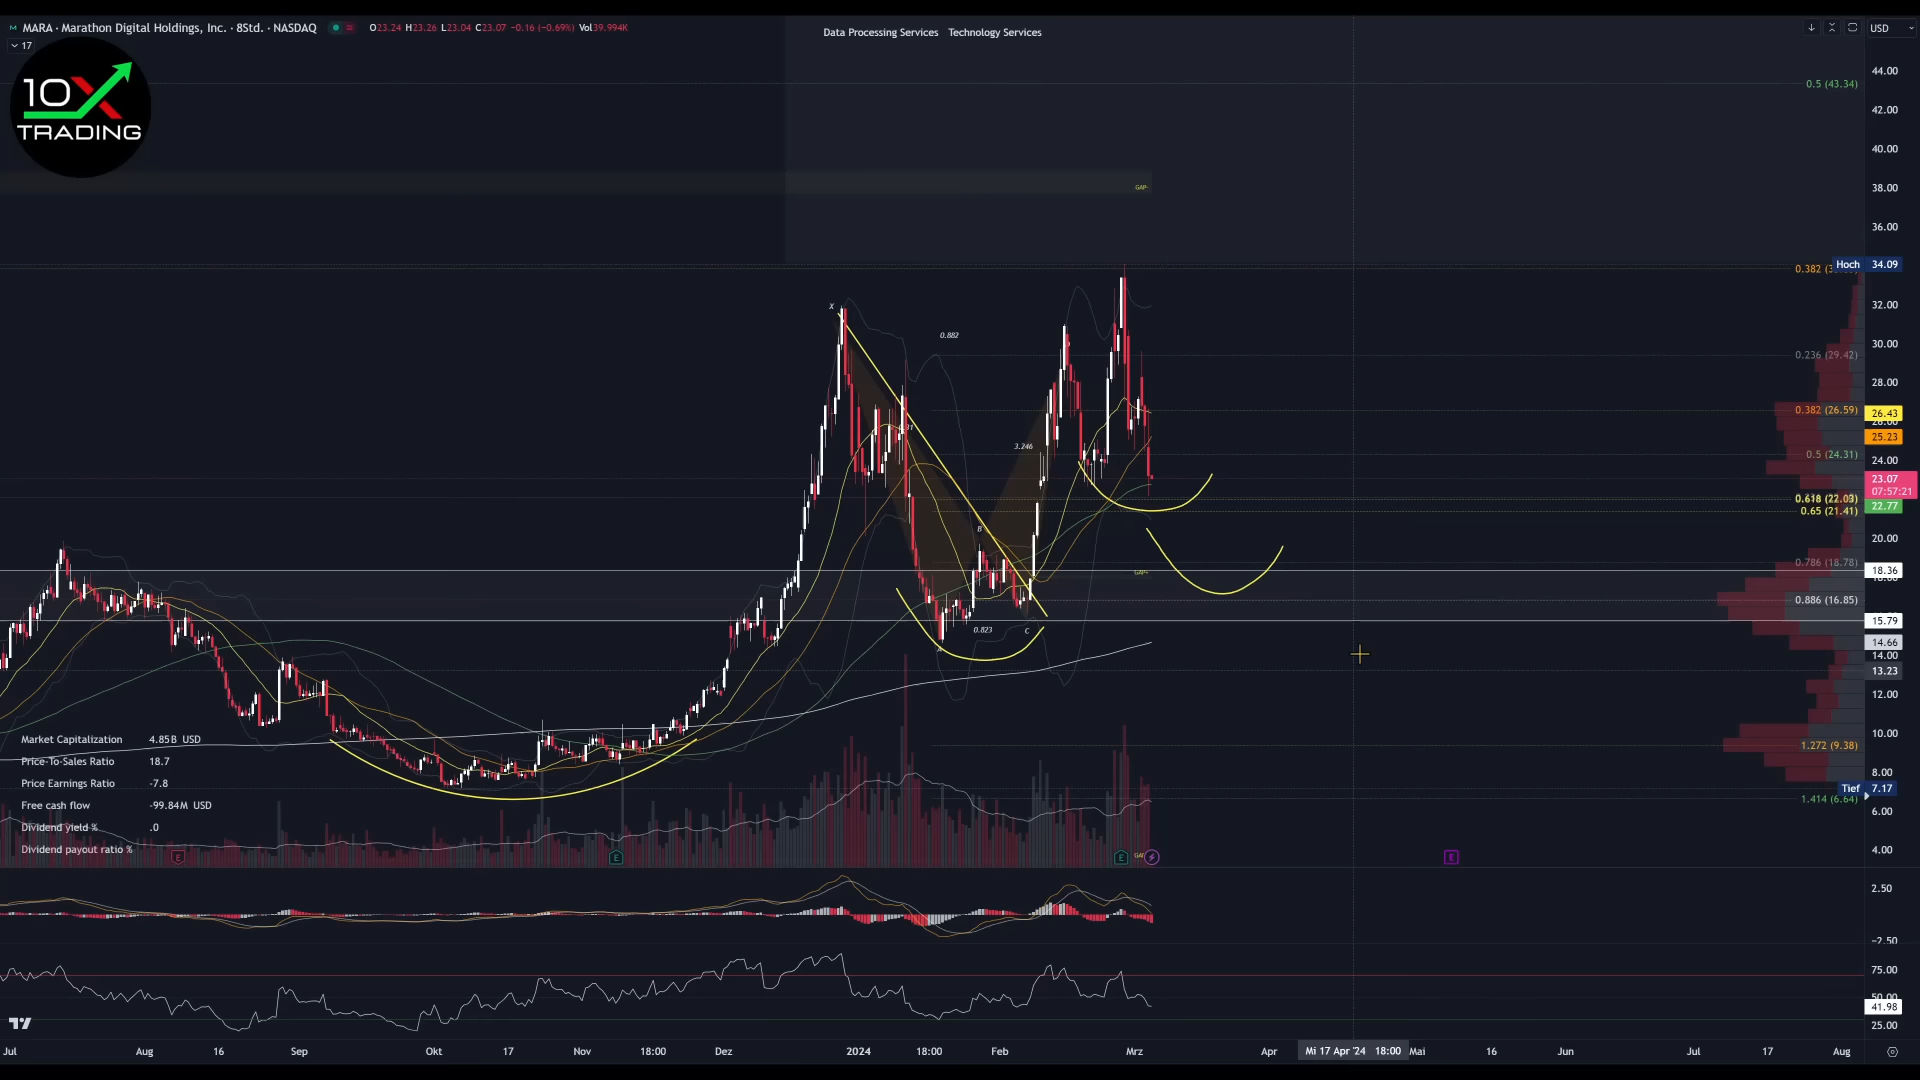 MARA · Marathon Digital Holdings, Inc. · 8Std. · NASDAQ
O23.24 H23.26 L23.04 C23.07 −0.16 (−0.69%) Vol39.994K
Data Processing Services Technology Services
USD
17
10X
TRADING
44.00
0.5 (43.34)
42.00
40.00
GAP-
38.00
36.00
0.382
Hoch 34.09
X
32.00
0.882
30.00
0.236 (29.42)
28.00
0.382 (26.59)
26.43
26.00
25.23
3.246
0.5 (24.31)
24.00
23.07
07:57:21
0.65 (21.41)
22.77
B
20.00
0.786 (18.78)
GAP-
18.36
0.886 (16.85)
15.79
0.823
C
A
14.66
14.00
13.23
12.00
10.00
1.272 (9.38)
8.00
Tief 7.17
1.414 (6.64)
6.00
4.00
Market Capitalization 4.85B USD
Price-To-Sales Ratio 18.7
Price Earnings Ratio -7.8
Free cash flow -99.84M USD
Dividend yield % .0
Dividend payout ratio %
E
E
E
E
2.50
−2.50
75.00
50.00
41.98
25.00
Jul Aug 16 Sep Okt 17 Nov 18:00 Dez 2024 18:00 Feb Mrz Apr Mi 17 Apr '24 18:00 Mai 16 Jun Jul 17 Aug